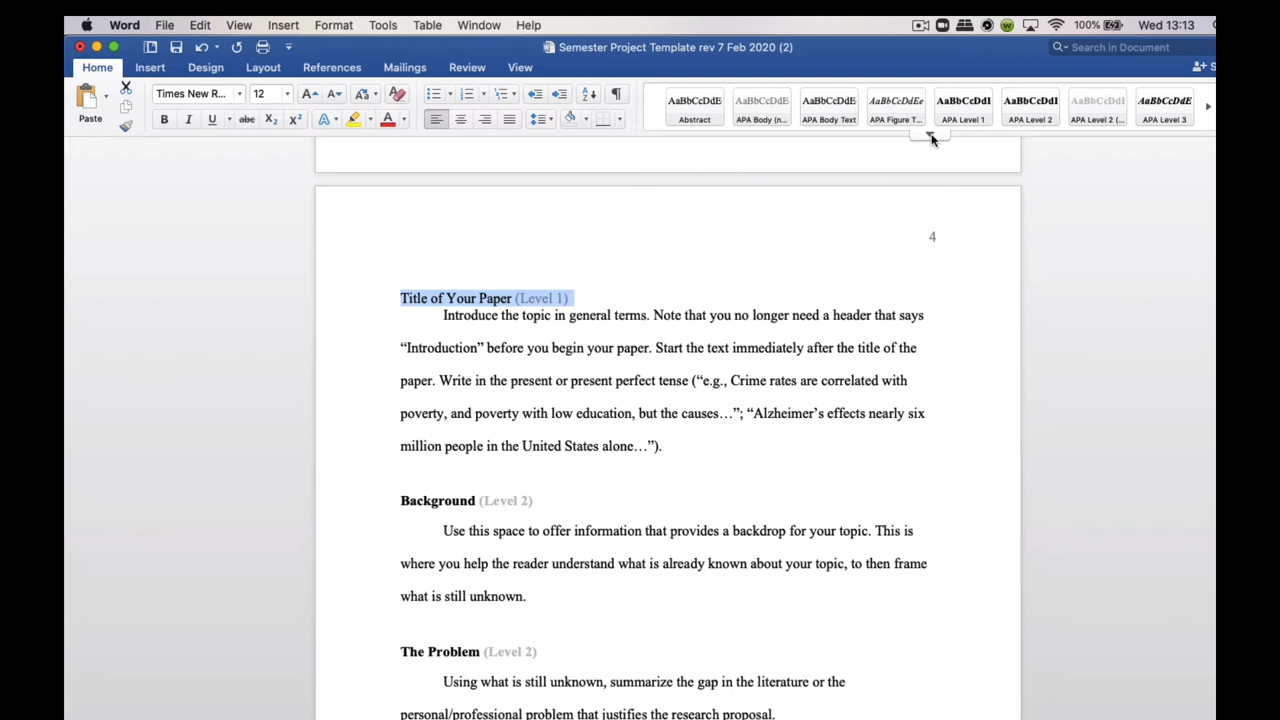 Word File Edit View Insert Format Tools Table Window Help 100% Wed 13:13
Semester Project Template rev 7 Feb 2020 (2) Search in Document
Home Insert Design Layout References Mailings Review View S
Times New R... 12
Paste B I U abc X2 X2 A A
AaBbCcDdE AaBbCcDdE AaBbCcDdE AaBbCcDdEe AaBbCcDdI AaBbCcDdI AaBbCcDdI AaBbCcDdE
Abstract APA Body (n... APA Body Text APA Figure T... APA Level 1 APA Level 2 APA Level 2 (... APA Level 3
4
Title of Your Paper (Level 1)
Introduce the topic in general terms. Note that you no longer need a header that says
“Introduction” before you begin your paper. Start the text immediately after the title of the
paper. Write in the present or present perfect tense (“e.g., Crime rates are correlated with
poverty, and poverty with low education, but the causes…”; “Alzheimer’s effects nearly six
million people in the United States alone…”).
Background (Level 2)
Use this space to offer information that provides a backdrop for your topic. This is
where you help the reader understand what is already known about your topic, to then frame
what is still unknown.
The Problem (Level 2)
Using what is still unknown, summarize the gap in the literature or the
personal/professional problem that justifies the research proposal.